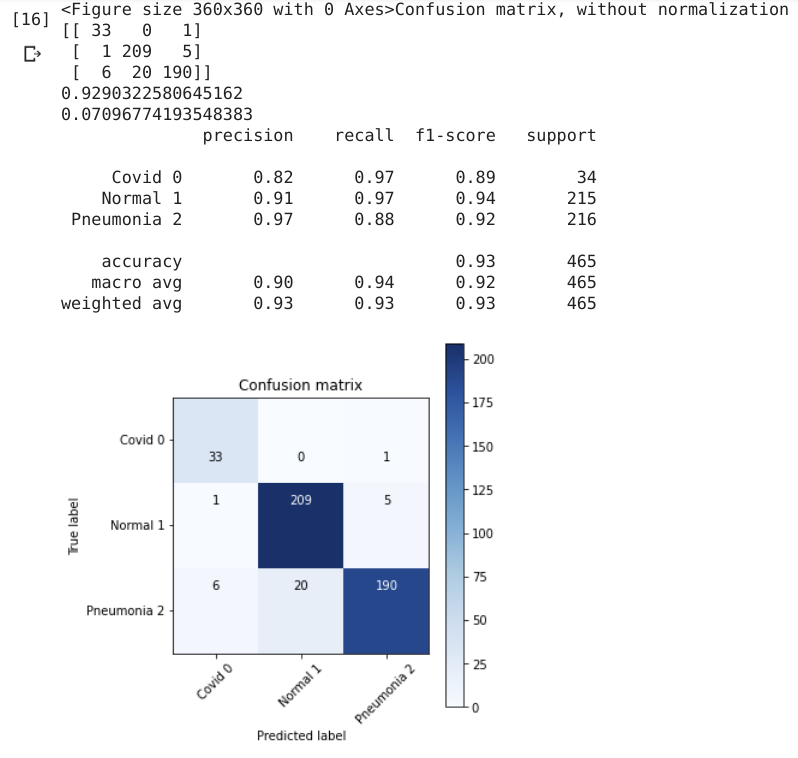 <Figure size 360x360 with 0 Axes>Confusion matrix, without normalization
[16]
[[ 33   0   1]
 [  1 209   5]
 [  6  20 190]]
0.9290322580645162
0.07096774193548383
precision recall f1-score support
Covid 0 0.82 0.97 0.89 34
Normal 1 0.91 0.97 0.94 215
Pneumonia 2 0.97 0.88 0.92 216
accuracy 0.93 465
macro avg 0.90 0.94 0.92 465
weighted avg 0.93 0.93 0.93 465
Confusion matrix
True label
Covid 0
33 0 1
Normal 1
1 209 5
Pneumonia 2
6 20 190
Covid 0 Normal 1 Pneumonia 2
Predicted label
200
175
150
125
100
75
50
25
0